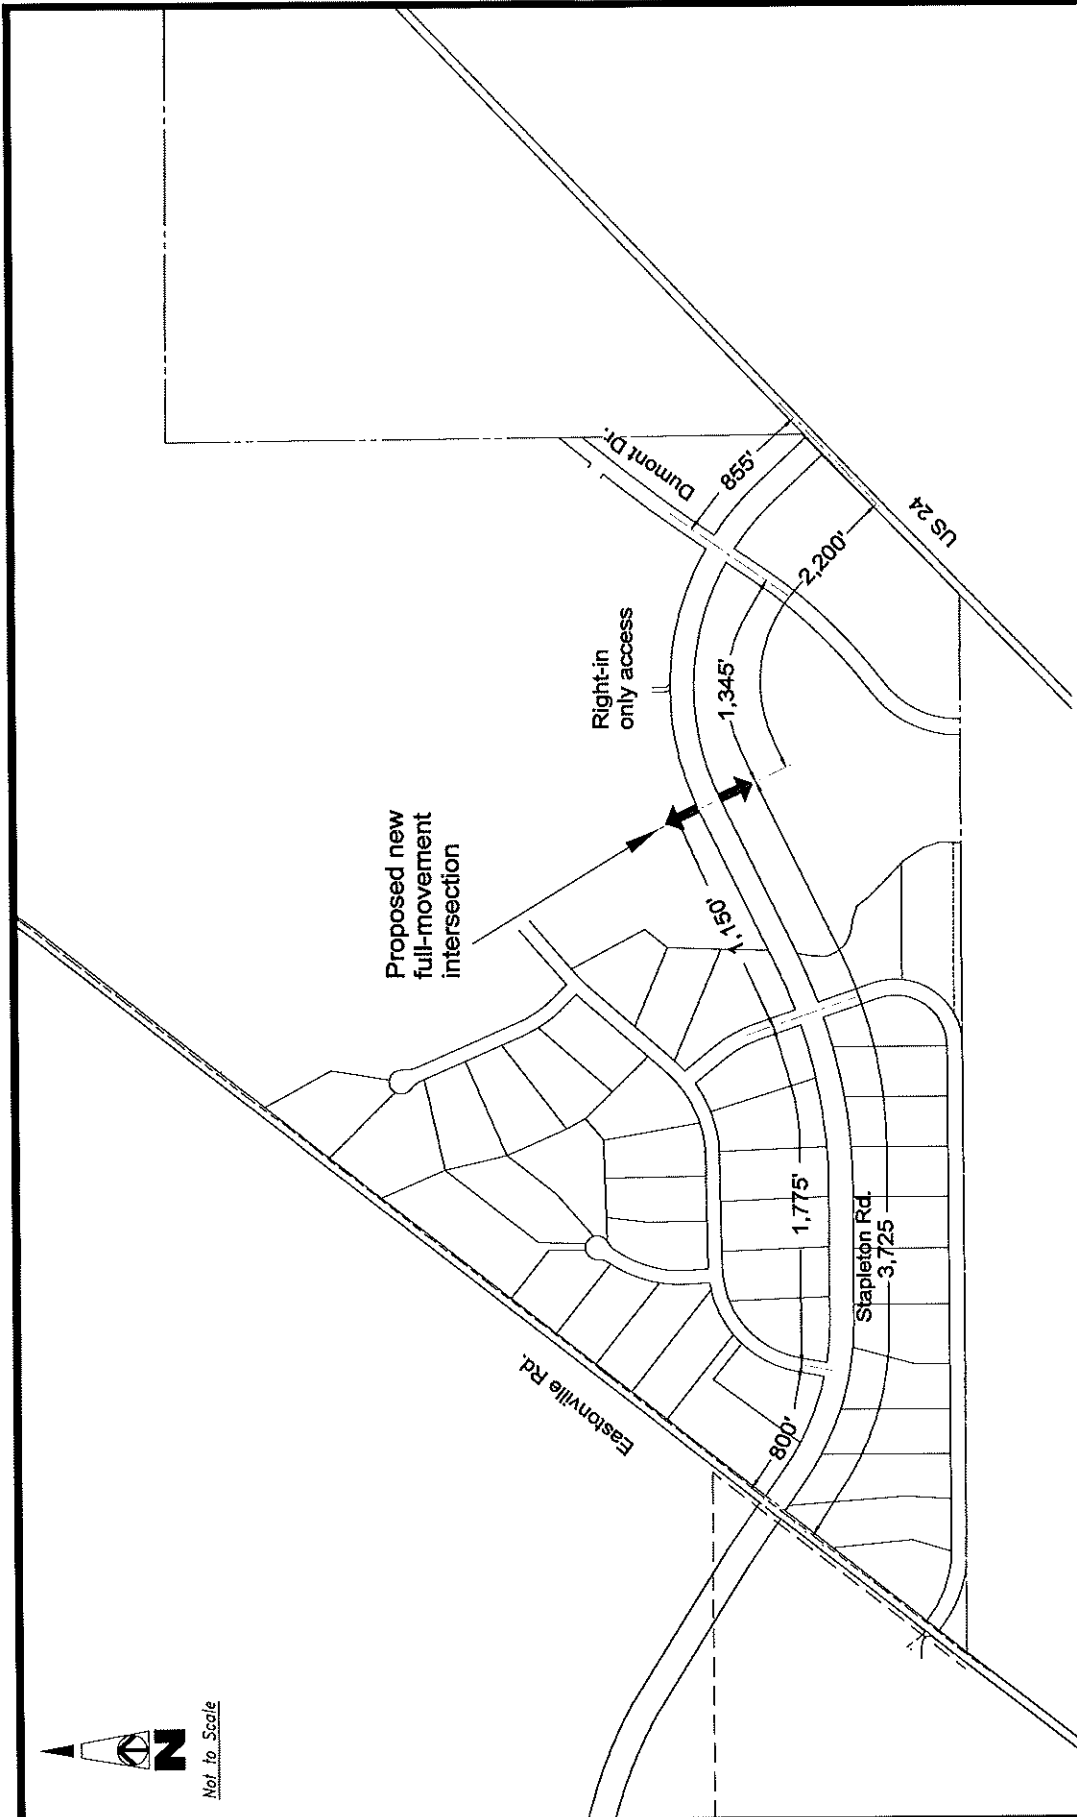 N
Not to Scale
Proposed new
full-movement
intersection
Right-in
only access
Dumont Dr.
855'
2,200'
US 24
1,345'
1,150'
1,775'
Stapleton Rd.
3,725
800'
Eastonville Rd.